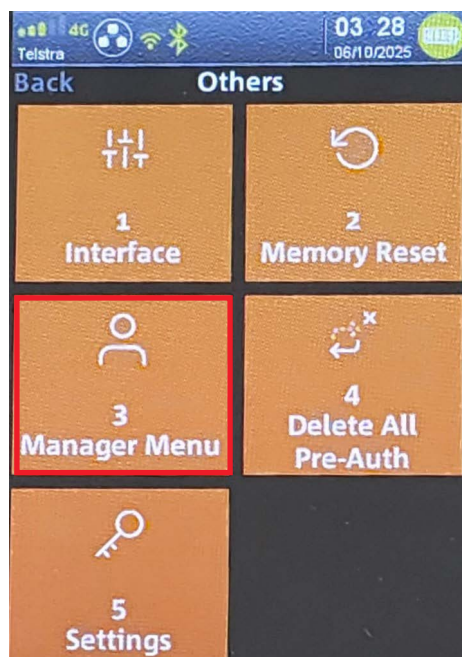 4G
03 28
Telstra
06/10/2025
Back
Others
1
Interface
2
Memory Reset
3
Manager Menu
4
Delete All
Pre-Auth
5
Settings